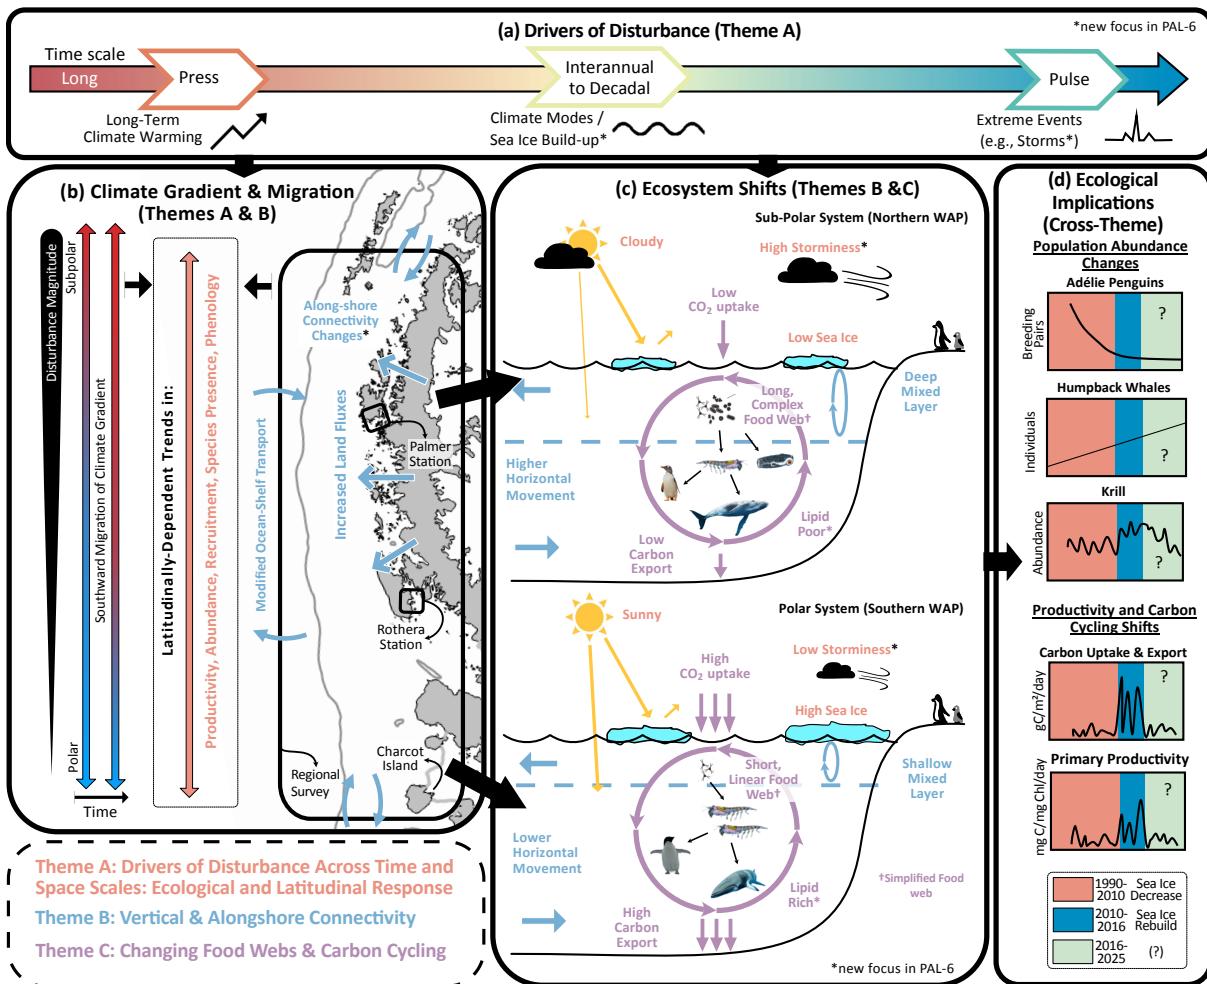 (a) Drivers of Disturbance (Theme A)
*new focus in PAL-6
Time scale
Long
Press
Interannual
to Decadal
Pulse
Long-Term
Climate Warming
Climate Modes /
Sea Ice Build-up*
Extreme Events
(e.g., Storms*)
(b) Climate Gradient & Migration
(Themes A & B)
Disturbance Magnitude
Subpolar
Polar
Southward Migration of Climate Gradient
Time
Latitudinally-Dependent Trends in:
Productivity, Abundance, Recruitment, Species Presence, Phenology
Modified Ocean-Shelf Transport
Along-shore
Connectivity
Changes*
Increased Land Fluxes
Palmer
Station
Rothera
Station
Charcot
Island
Regional
Survey
(c) Ecosystem Shifts (Themes B &C)
Sub-Polar System (Northern WAP)
Cloudy
High Storminess*
Low
CO₂ uptake
Low Sea Ice
Deep
Mixed
Layer
Long,
Complex
Food Web†
Higher
Horizontal
Movement
Lipid
Poor*
Low
Carbon
Export
Polar System (Southern WAP)
Sunny
Low Storminess*
High
CO₂ uptake
High Sea Ice
Shallow
Mixed
Layer
Short,
Linear Food
Web†
Lower
Horizontal
Movement
Lipid
Rich*
High
Carbon
Export
†Simplified Food
web
*new focus in PAL-6
(d) Ecological
Implications
(Cross-Theme)
Population Abundance
Changes
Adélie Penguins
Breeding
Pairs
?
Humpback Whales
Individuals
?
Krill
Abundance
?
Productivity and Carbon
Cycling Shifts
Carbon Uptake & Export
gC/m²/day
?
Primary Productivity
mg C/mg Chl/day
?
1990-
2010
Sea Ice
Decrease
2010-
2016
Sea Ice
Rebuild
2016-
2025
(?)
Theme A: Drivers of Disturbance Across Time and
Space Scales: Ecological and Latitudinal Response
Theme B: Vertical & Alongshore Connectivity
Theme C: Changing Food Webs & Carbon Cycling